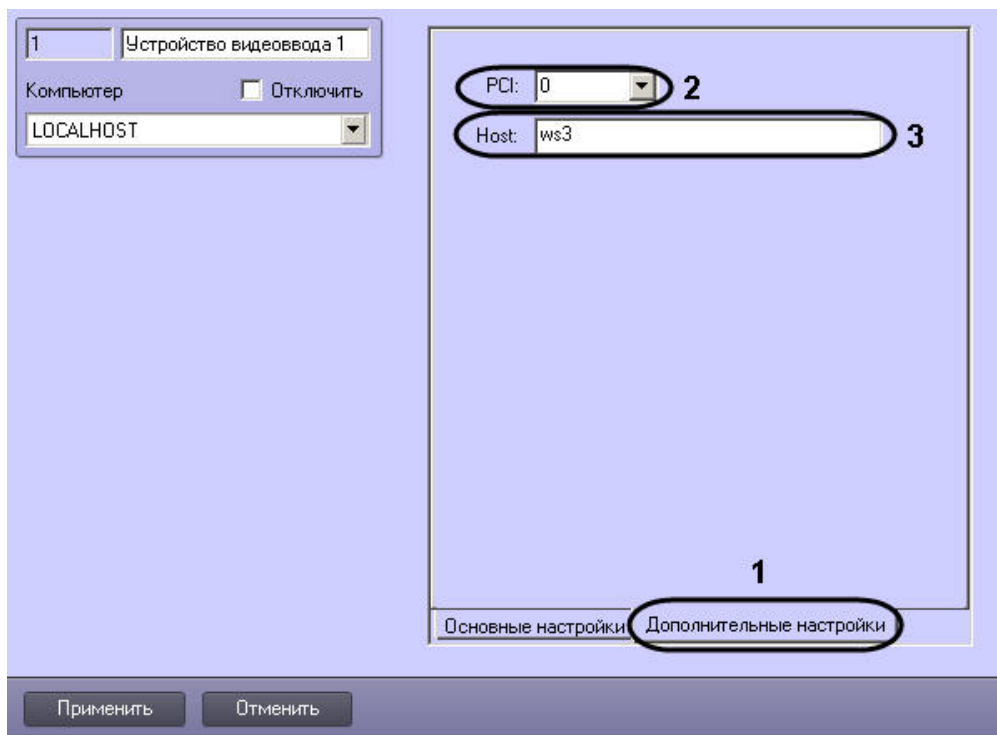 1 Устройство видеоввода 1
Компьютер Отключить
LOCALHOST
PCI: 0 2
Host: ws3 3
1
Основные настройки Дополнительные настройки
Применить Отменить